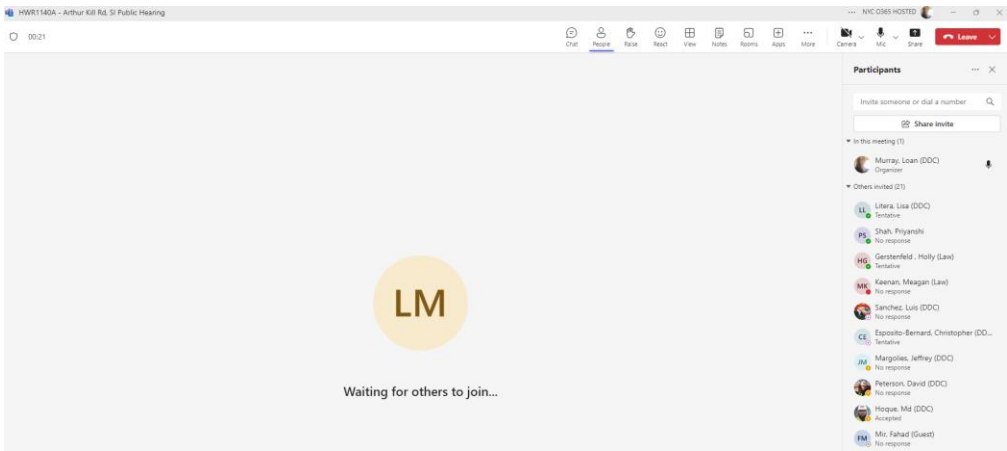 HWR1140A - Arthur Kill Rd, SI Public Hearing
... NYC O365 HOSTED
00:21
Chat People Raise React View Notes Rooms Apps More Camera Mic Share Leave
Participants
Invite someone or dial a number
Share invite
In this meeting (1)
Murray, Loan (DDC)
Organizer
Others invited (21)
LL Litera, Lisa (DDC)
Tentative
PS Shah, Priyanshi
No response
HG Gerstenfeld , Holly (Law)
Tentative
MK Keenan, Meagan (Law)
No response
Sanchez, Luis (DDC)
No response
CE Esposito-Bernard, Christopher (DD...
Tentative
JM Margolies, Jeffrey (DDC)
No response
Peterson, David (DDC)
No response
Hoque, Md (DDC)
Accepted
FM Mir, Fahad (Guest)
No response
LM
Waiting for others to join...